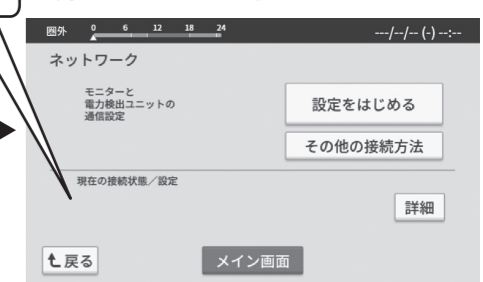 圏外 0 6 12 18 24 ---/--/-- (-) --:--
ネットワーク
モニターと
電力検出ユニットの
通信設定
設定をはじめる
その他の接続方法
現在の接続状態／設定
詳細
戻る
メイン画面